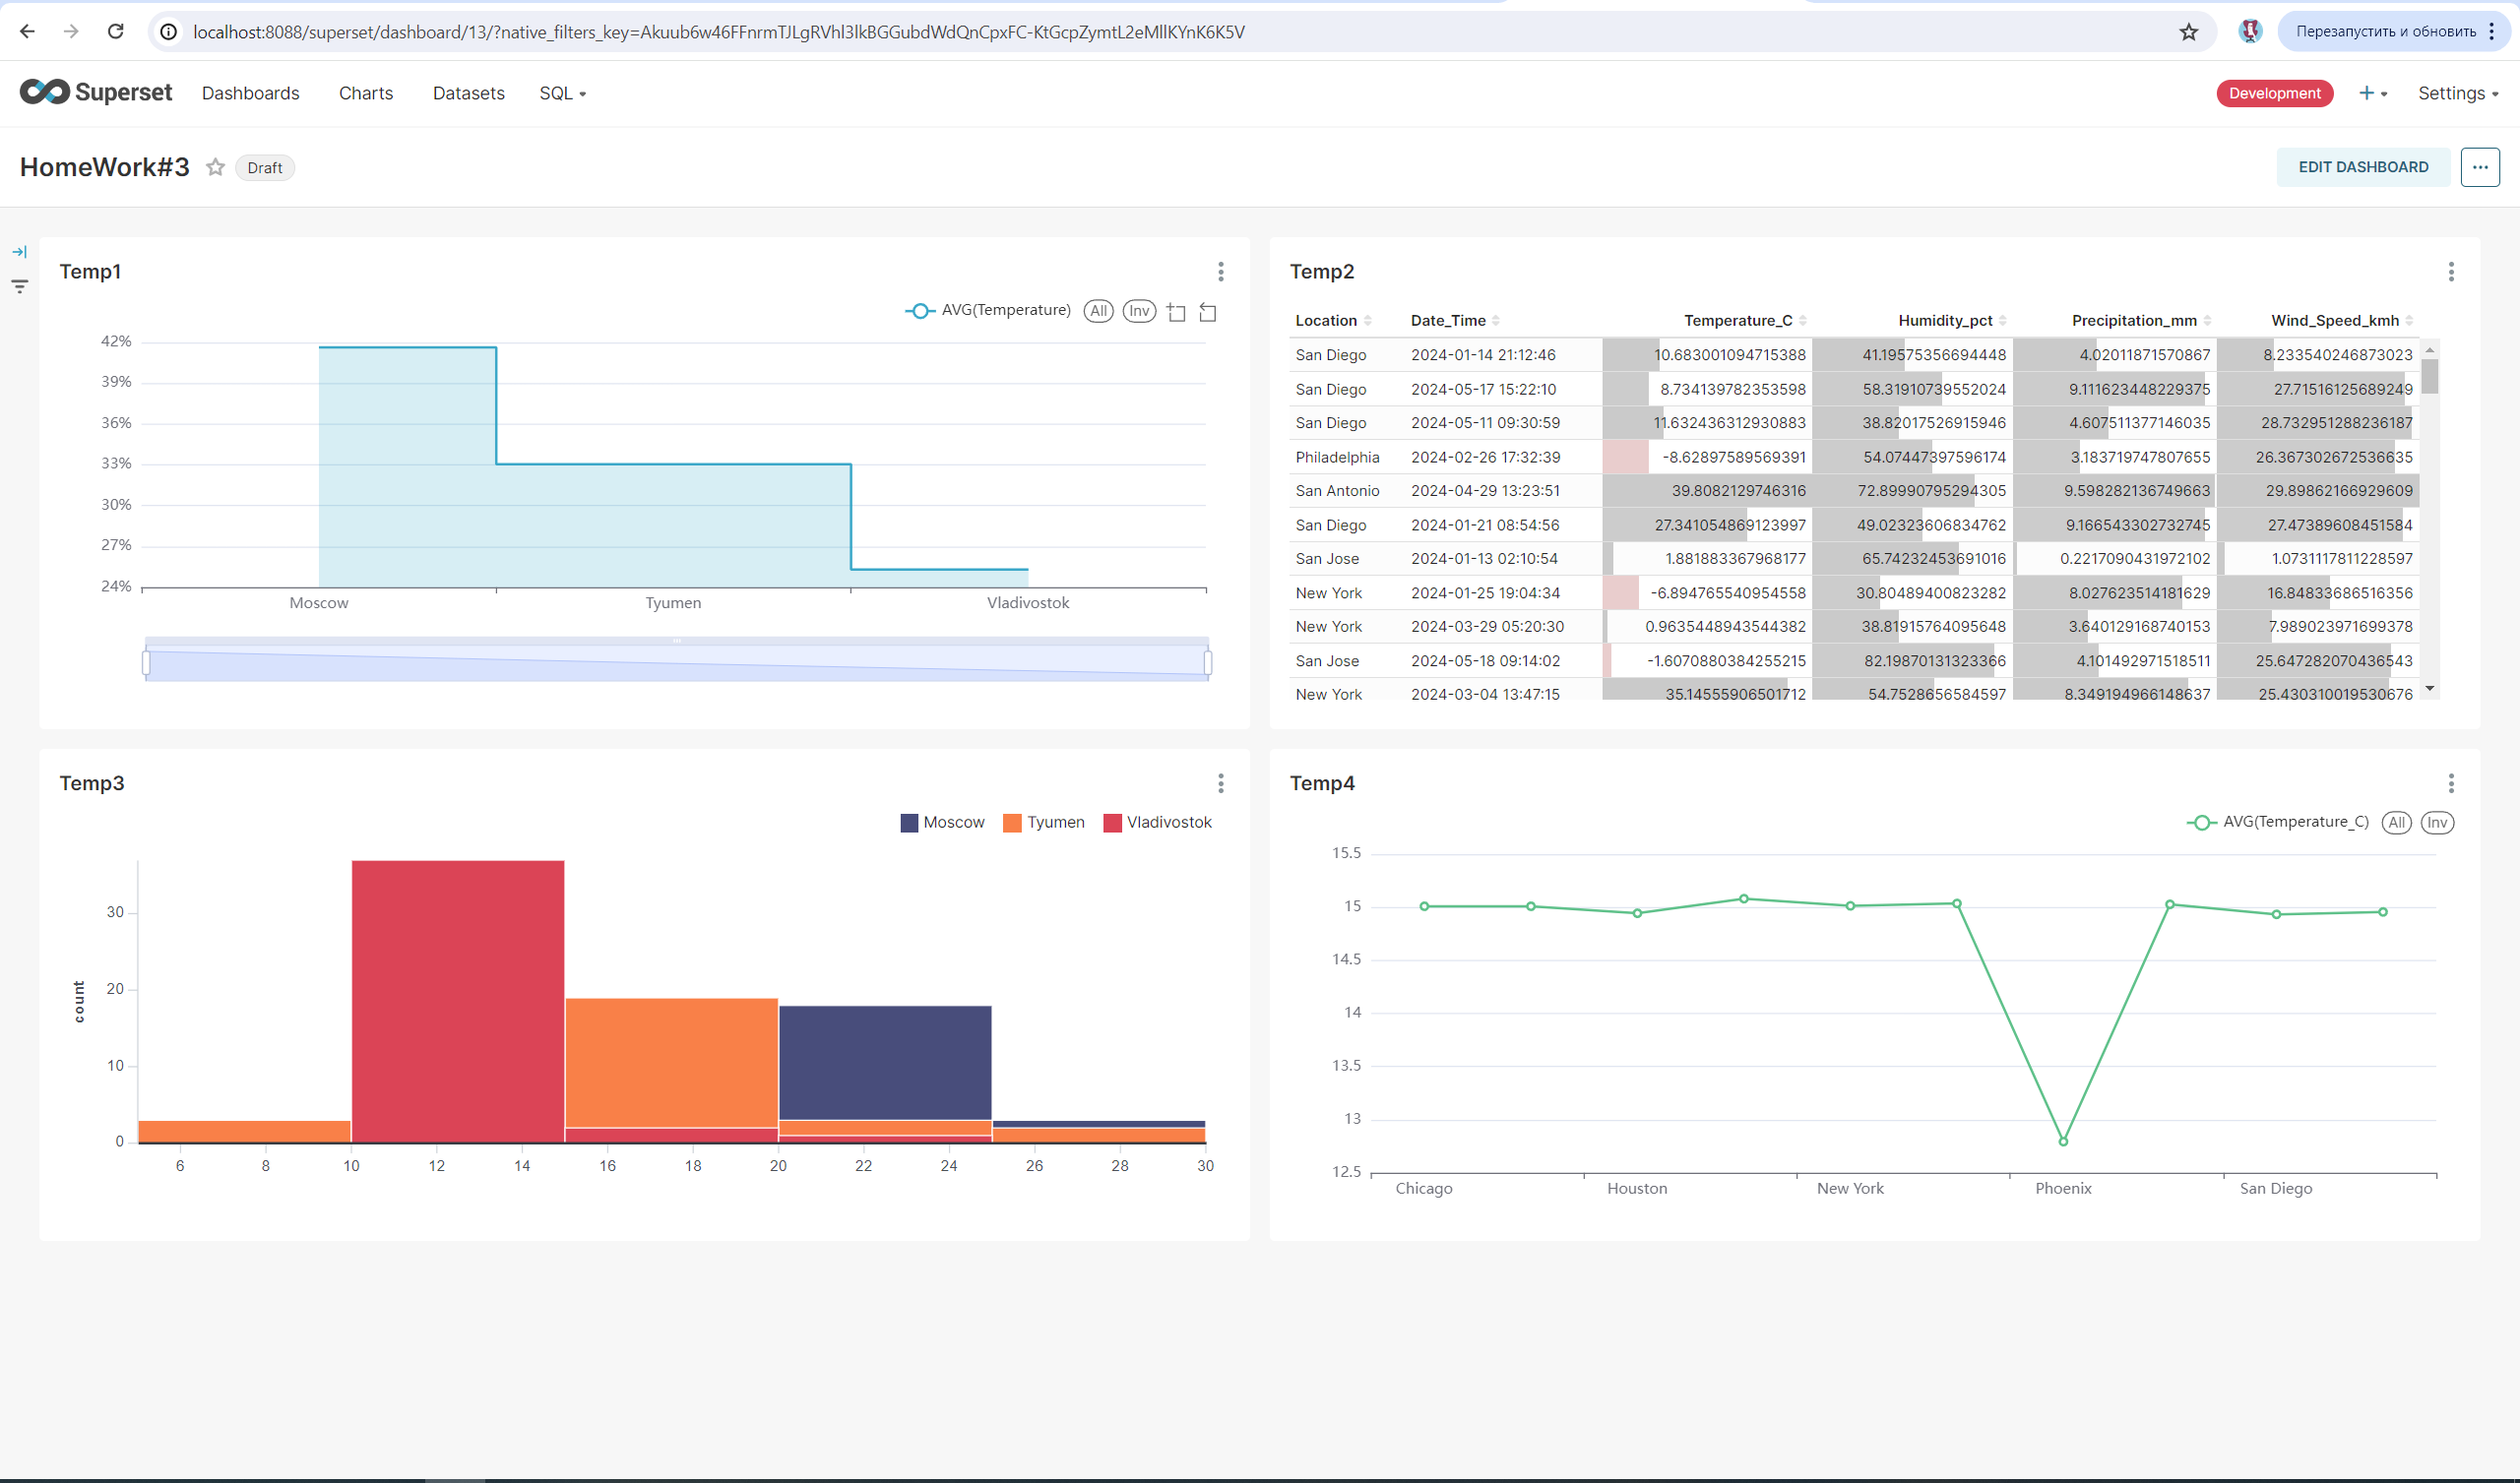 localhost:8088/superset/dashboard/13/?native_filters_key=Akuub6w46FFnrmTJLgRVhl3lkBGGubdWdQnCpxFC-KtGcpZymtL2eMllKYnK6K5V
Перезапустить и обновить
Superset Dashboards Charts Datasets SQL Development + Settings
HomeWork#3 Draft EDIT DASHBOARD
Temp1
AVG(Temperature) All Inv
42%
39%
36%
33%
30%
27%
24%
Moscow Tyumen Vladivostok
Temp2
Location Date_Time Temperature_C Humidity_pct Precipitation_mm Wind_Speed_kmh
San Diego 2024-01-14 21:12:46 10.683001094715388 41.19575356694448 4.02011871570867 8.233540246873023
San Diego 2024-05-17 15:22:10 8.734139782353598 58.31910739552024 9.111623448229375 27.71516125689249
San Diego 2024-05-11 09:30:59 11.632436312930883 38.82017526915946 4.607511377146035 28.732951288236187
Philadelphia 2024-02-26 17:32:39 -8.62897589569391 54.07447397596174 3.183719747807655 26.367302672536635
San Antonio 2024-04-29 13:23:51 39.8082129746316 72.89990795294305 9.598282136749663 29.89862166929609
San Diego 2024-01-21 08:54:56 27.341054869123997 49.02323606834762 9.166543302732745 27.47389608451584
San Jose 2024-01-13 02:10:54 1.881883367968177 65.74232453691016 0.2217090431972102 1.0731117811228597
New York 2024-01-25 19:04:34 -6.894765540954558 30.80489400823282 8.027623514181629 16.84833686516356
New York 2024-03-29 05:20:30 0.9635448943544382 38.81915764095648 3.640129168740153 7.989023971699378
San Jose 2024-05-18 09:14:02 -1.6070880384255215 82.19870131323366 4.101492971518511 25.647282070436543
New York 2024-03-04 13:47:15 35.14555906501712 54.7528656584597 8.349194966148637 25.430310019530676
Temp3
Moscow Tyumen Vladivostok
count
30
20
10
0
6 8 10 12 14 16 18 20 22 24 26 28 30
Temp4
AVG(Temperature_C) All Inv
15.5
15
14.5
14
13.5
13
12.5
Chicago Houston New York Phoenix San Diego